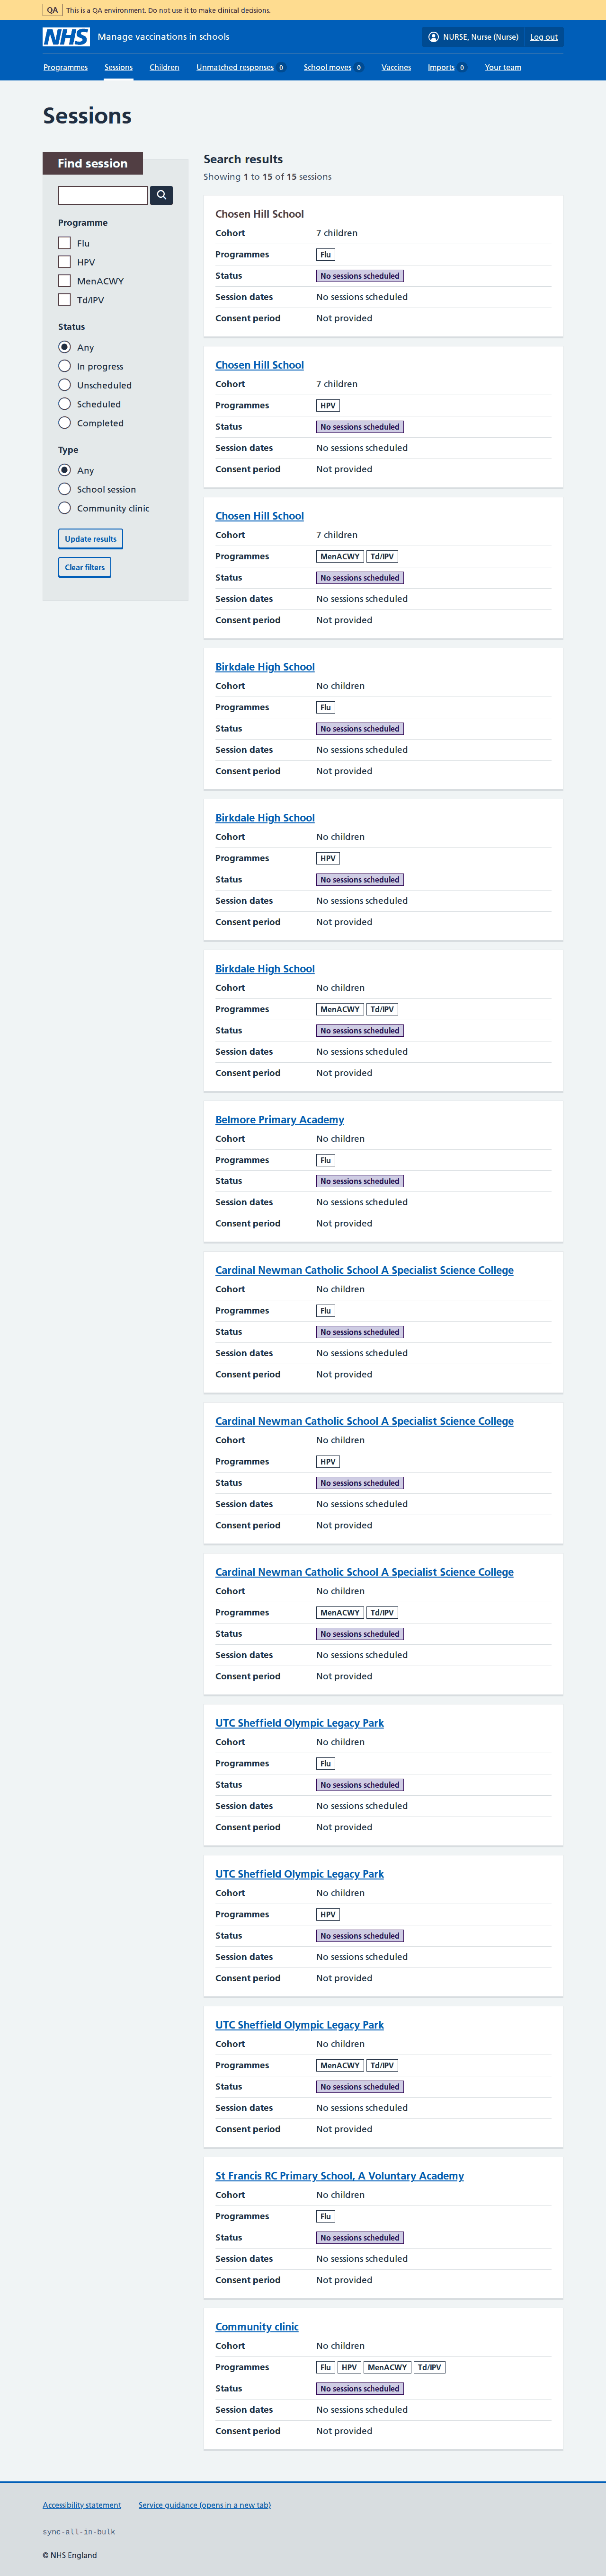 QA This is a QA environment. Do not use it to make clinical decisions.
NHS Manage vaccinations in schools
NURSE, Nurse (Nurse) Log out
Programmes Sessions Children Unmatched responses 0 School moves 0 Vaccines Imports 0 Your team
Sessions
Find session
Programme
Flu
HPV
MenACWY
Td/IPV
Status
Any
In progress
Unscheduled
Scheduled
Completed
Type
Any
School session
Community clinic
Update results
Clear filters
Search results
Showing 1 to 15 of 15 sessions
Chosen Hill School
Cohort 7 children
Programmes Flu
Status No sessions scheduled
Session dates No sessions scheduled
Consent period Not provided
Chosen Hill School
Cohort 7 children
Programmes HPV
Status No sessions scheduled
Session dates No sessions scheduled
Consent period Not provided
Chosen Hill School
Cohort 7 children
Programmes MenACWY Td/IPV
Status No sessions scheduled
Session dates No sessions scheduled
Consent period Not provided
Birkdale High School
Cohort No children
Programmes Flu
Status No sessions scheduled
Session dates No sessions scheduled
Consent period Not provided
Birkdale High School
Cohort No children
Programmes HPV
Status No sessions scheduled
Session dates No sessions scheduled
Consent period Not provided
Birkdale High School
Cohort No children
Programmes MenACWY Td/IPV
Status No sessions scheduled
Session dates No sessions scheduled
Consent period Not provided
Belmore Primary Academy
Cohort No children
Programmes Flu
Status No sessions scheduled
Session dates No sessions scheduled
Consent period Not provided
Cardinal Newman Catholic School A Specialist Science College
Cohort No children
Programmes Flu
Status No sessions scheduled
Session dates No sessions scheduled
Consent period Not provided
Cardinal Newman Catholic School A Specialist Science College
Cohort No children
Programmes HPV
Status No sessions scheduled
Session dates No sessions scheduled
Consent period Not provided
Cardinal Newman Catholic School A Specialist Science College
Cohort No children
Programmes MenACWY Td/IPV
Status No sessions scheduled
Session dates No sessions scheduled
Consent period Not provided
UTC Sheffield Olympic Legacy Park
Cohort No children
Programmes Flu
Status No sessions scheduled
Session dates No sessions scheduled
Consent period Not provided
UTC Sheffield Olympic Legacy Park
Cohort No children
Programmes HPV
Status No sessions scheduled
Session dates No sessions scheduled
Consent period Not provided
UTC Sheffield Olympic Legacy Park
Cohort No children
Programmes MenACWY Td/IPV
Status No sessions scheduled
Session dates No sessions scheduled
Consent period Not provided
St Francis RC Primary School, A Voluntary Academy
Cohort No children
Programmes Flu
Status No sessions scheduled
Session dates No sessions scheduled
Consent period Not provided
Community clinic
Cohort No children
Programmes Flu HPV MenACWY Td/IPV
Status No sessions scheduled
Session dates No sessions scheduled
Consent period Not provided
Accessibility statement Service guidance (opens in a new tab)
sync-all-in-bulk
© NHS England